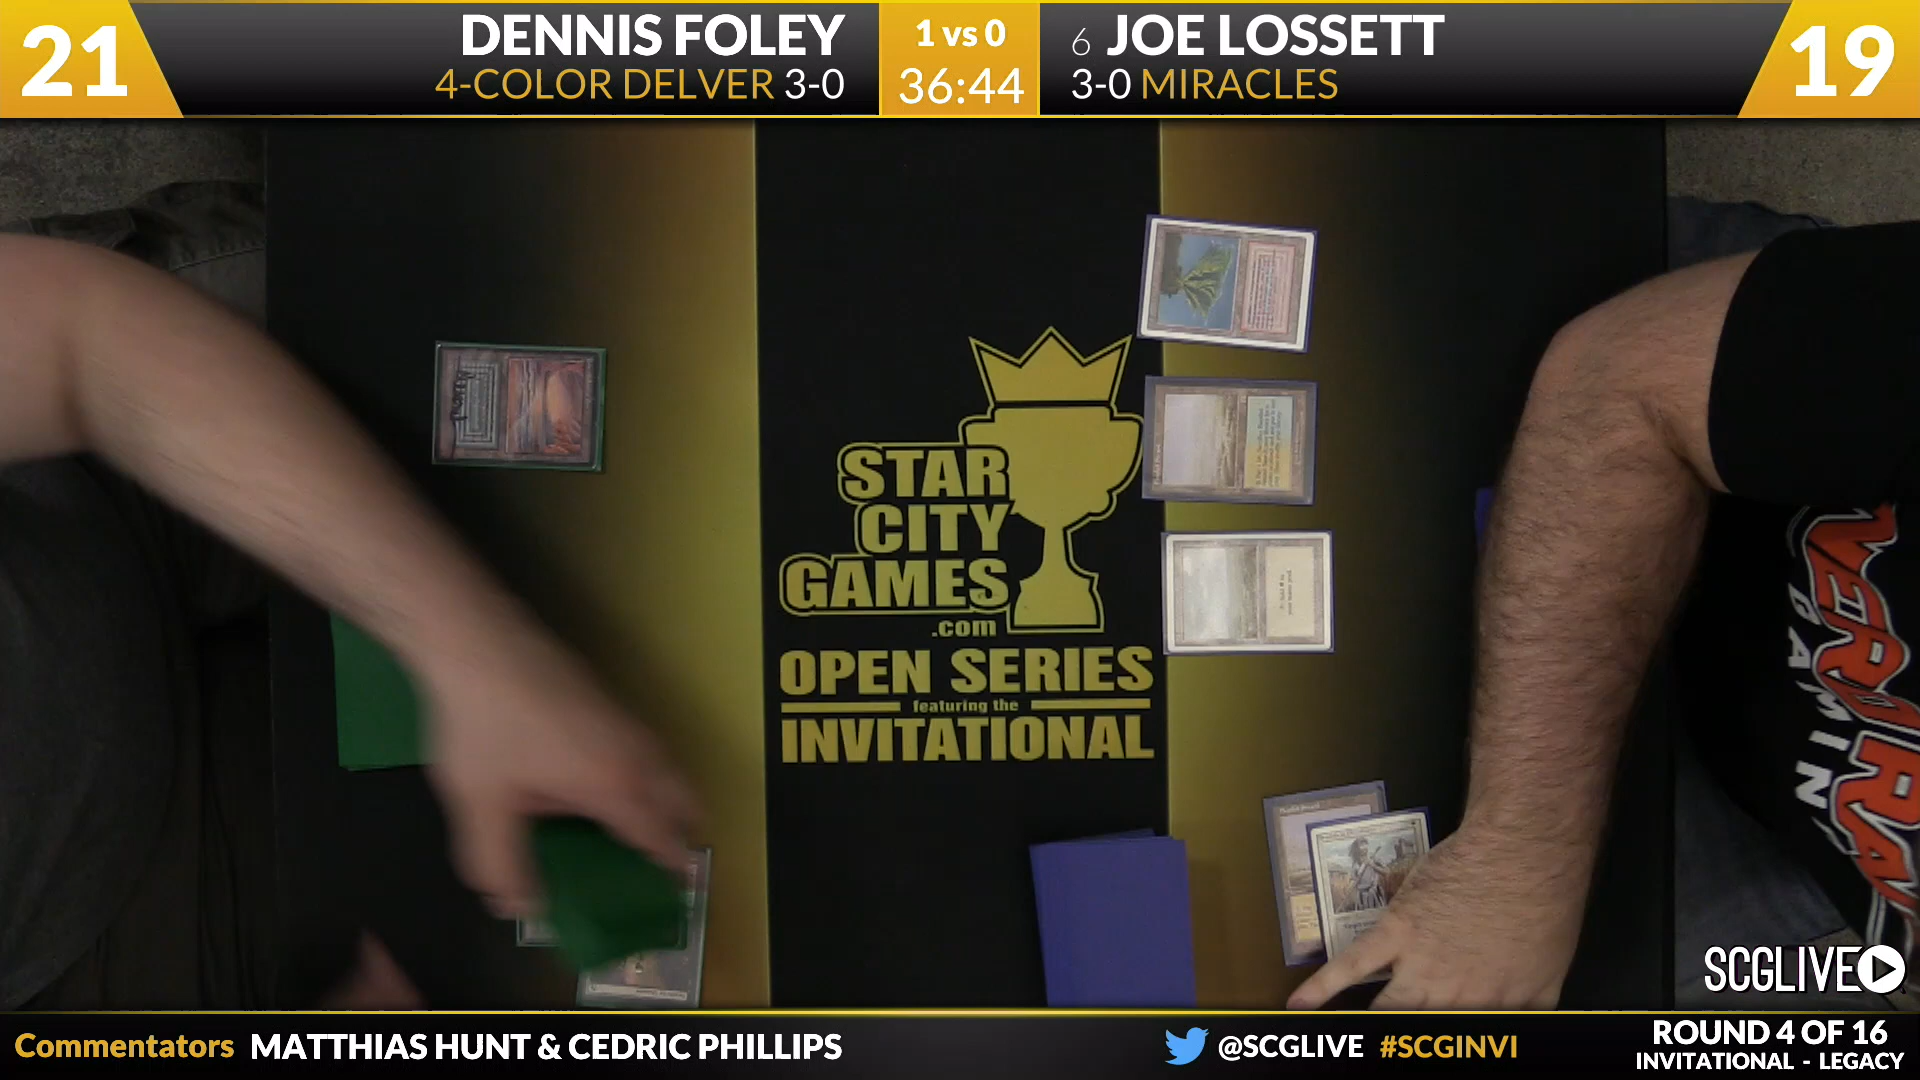 21
DENNIS FOLEY
4-COLOR DELVER 3-0
1 vs 0
36:44
6 JOE LOSSETT
3-0 MIRACLES
19
STAR
CITY
GAMES
.com
OPEN SERIES
featuring the
INVITATIONAL
SCGLIVE
Commentators MATTHIAS HUNT & CEDRIC PHILLIPS
@SCGLIVE #SCGINVI
ROUND 4 OF 16
INVITATIONAL - LEGACY